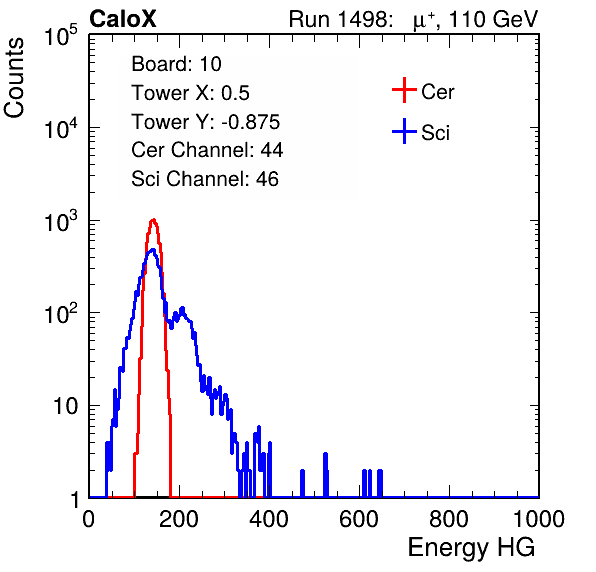 CaloX Run 1498: μ⁺, 110 GeV
Counts
Board: 10
Tower X: 0.5
Tower Y: -0.875
Cer Channel: 44
Sci Channel: 46
Cer
Sci
10⁵
10⁴
10³
10²
10
1
0 200 400 600 800 1000
Energy HG